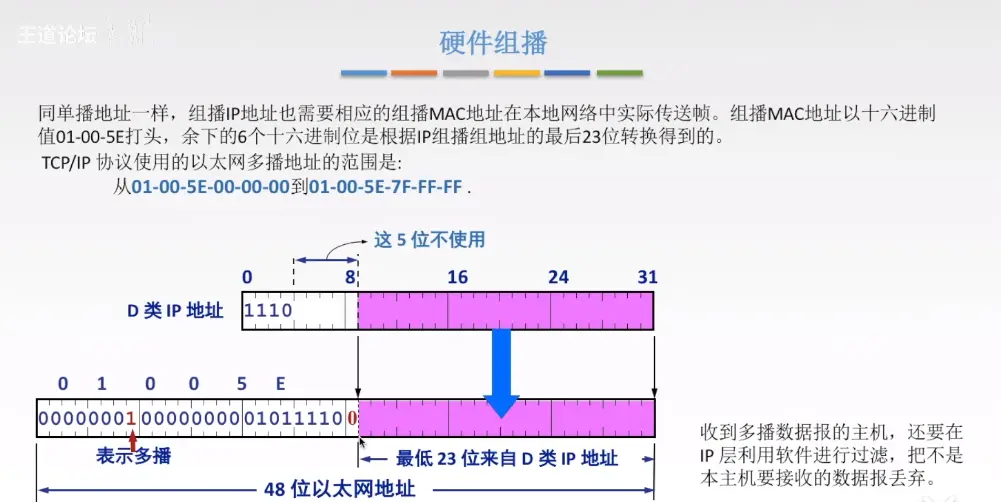 王道论坛
硬件组播
同单播地址一样，组播IP地址也需要相应的组播MAC地址在本地网络中实际传送帧。组播MAC地址以十六进制
值01-00-5E打头，余下的6个十六进制位是根据IP组播组地址的最后23位转换得到的。
TCP/IP 协议使用的以太网多播地址的范围是:
从01-00-5E-00-00-00到01-00-5E-7F-FF-FF .
这 5 位不使用
0 8 16 24 31
D 类 IP 地址
1110
0 1 0 0 5 E
0000000100000000010111100
表示多播
最低 23 位来自 D 类 IP 地址
48 位以太网地址
收到多播数据报的主机，还要在
IP 层利用软件进行过滤，把不是
本主机要接收的数据报丢弃。